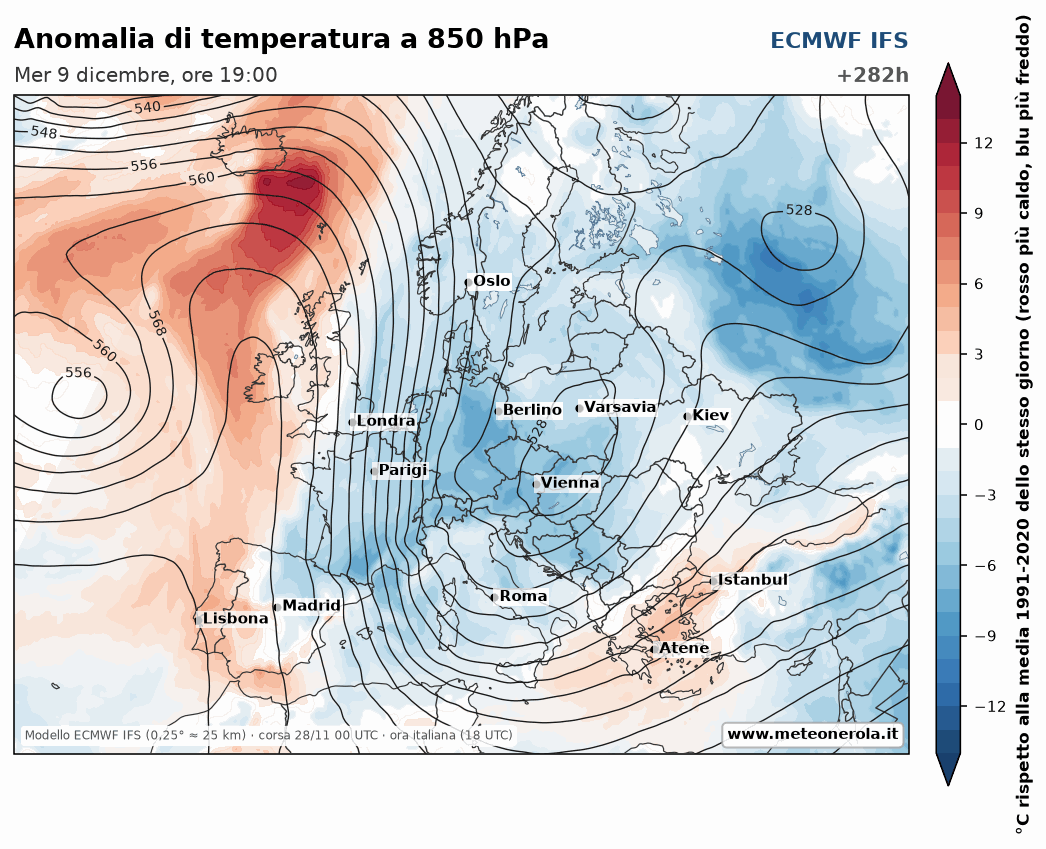 Anomalia di temperatura a 850 hPa
ECMWF IFS
Mer 9 dicembre, ore 19:00
+282h
540
548
556
560
528
568
560
556
528
Oslo
Berlino
Varsavia
Kiev
Londra
Parigi
Vienna
Istanbul
Roma
Madrid
Lisbona
Atene
Modello ECMWF IFS (0,25° ≈ 25 km) · corsa 28/11 00 UTC · ora italiana (18 UTC)
www.meteonerola.it
12
9
6
3
0
−3
−6
−9
−12
°C rispetto alla media 1991-2020 dello stesso giorno (rosso più caldo, blu più freddo)